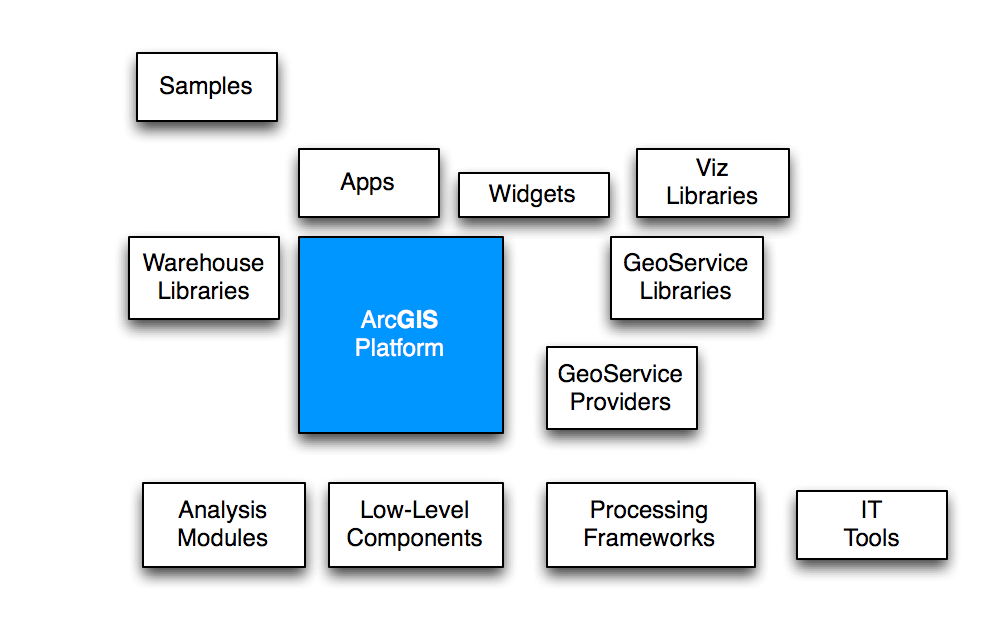 Samples
Apps
Widgets
Viz
Libraries
Warehouse
Libraries
ArcGIS
Platform
GeoService
Libraries
GeoService
Providers
Analysis
Modules
Low-Level
Components
Processing
Frameworks
IT
Tools